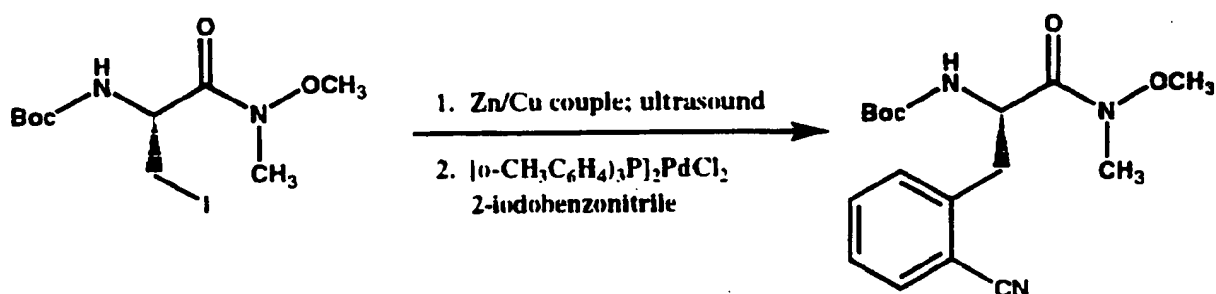 O
H
N
Boc
N
OCH₃
CH₃
I
1. Zn/Cu couple; ultrasound
2. [o-CH₃C₆H₄)₃P]₂PdCl₂
2-iodobenzonitrile
O
H
N
Boc
N
OCH₃
CH₃
CN